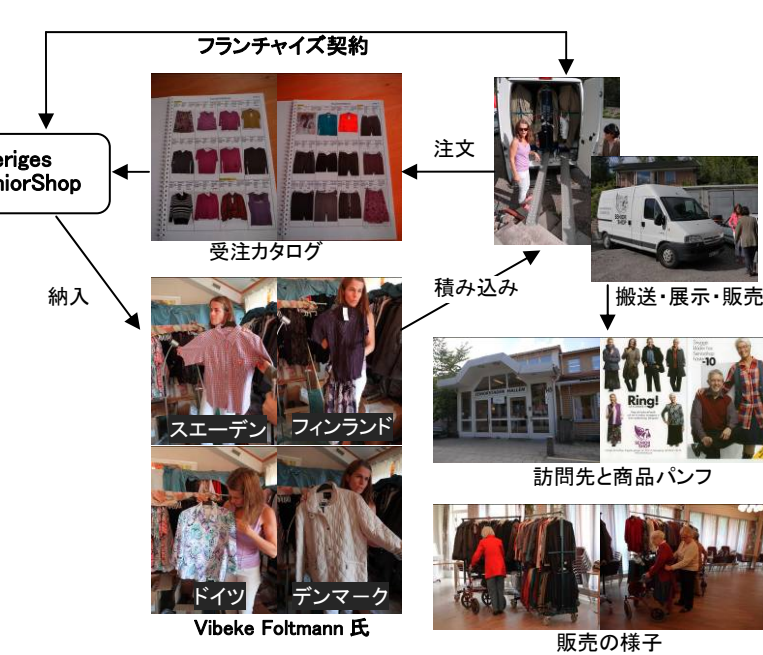 フランチャイズ契約
eriges
niorShop
注文
受注カタログ
納入
積み込み
SENIOR
SHOP
搬送・展示・販売
スエーデン
フィンランド
-10
Ring!
訪問先と商品パンフ
ドイツ
デンマーク
Vibeke Foltmann 氏
販売の様子